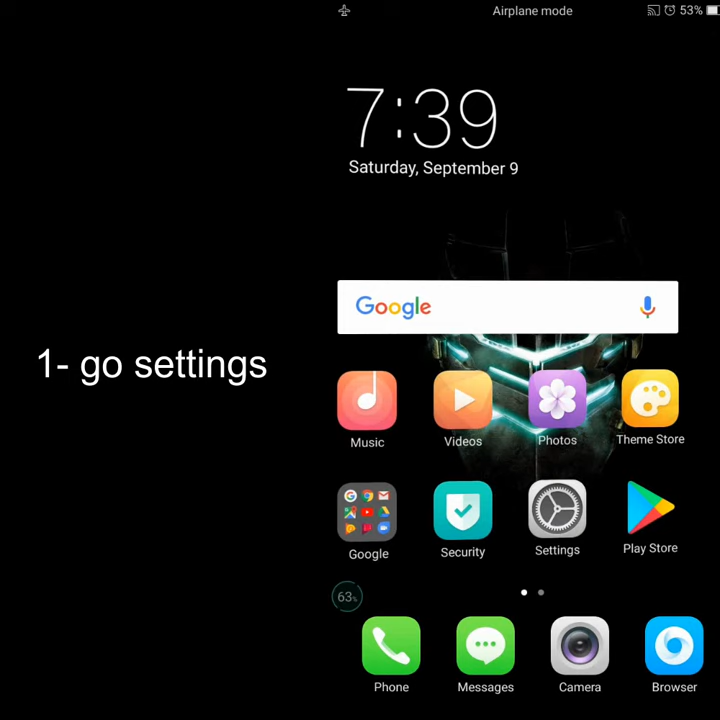 Airplane mode
53%
7:39
Saturday, September 9
Google
1- go settings
Music
Videos
Photos
Theme Store
Google
Security
Settings
Play Store
63%
Phone
Messages
Camera
Browser